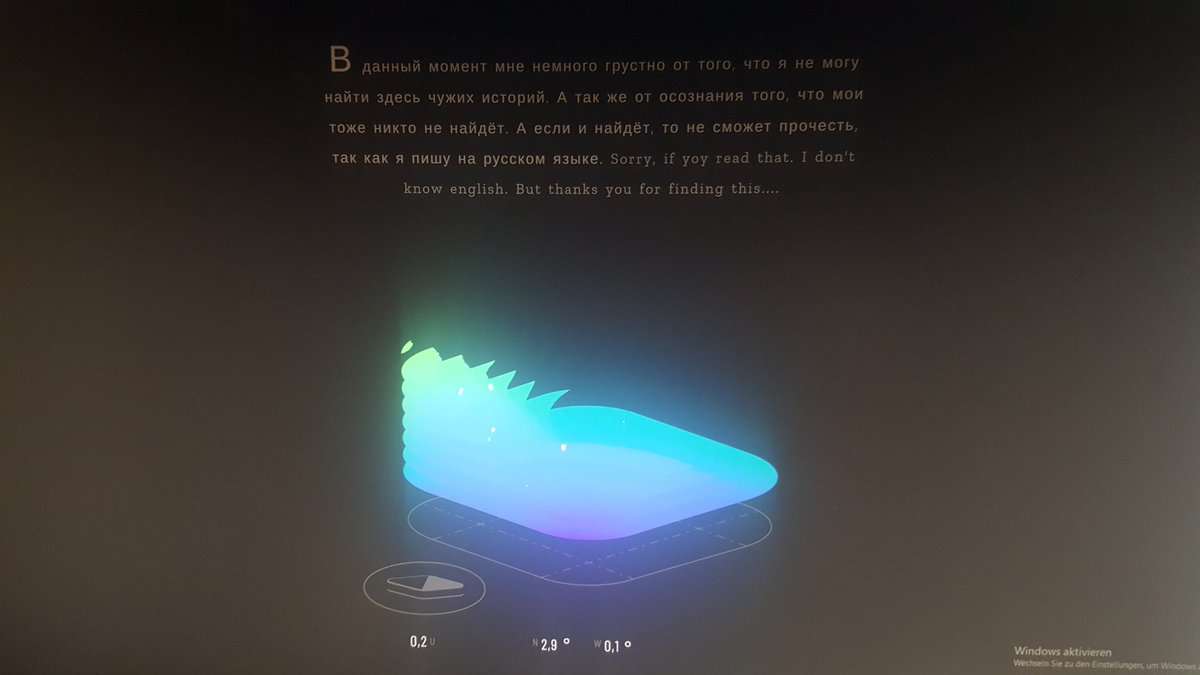 В данный момент мне немного грустно от того, что я не могу
найти здесь чужих историй. А так же от осознания того, что мои
тоже никто не найдёт. А если и найдёт, то не сможет прочесть,
так как я пишу на русском языке. Sorry, if yoy read that. I don't
know english. But thanks you for finding this....
0,2 U
N 2,9 °
W 0,1 °
Windows aktivieren
Wechseln Sie zu den Einstellungen, um Windows